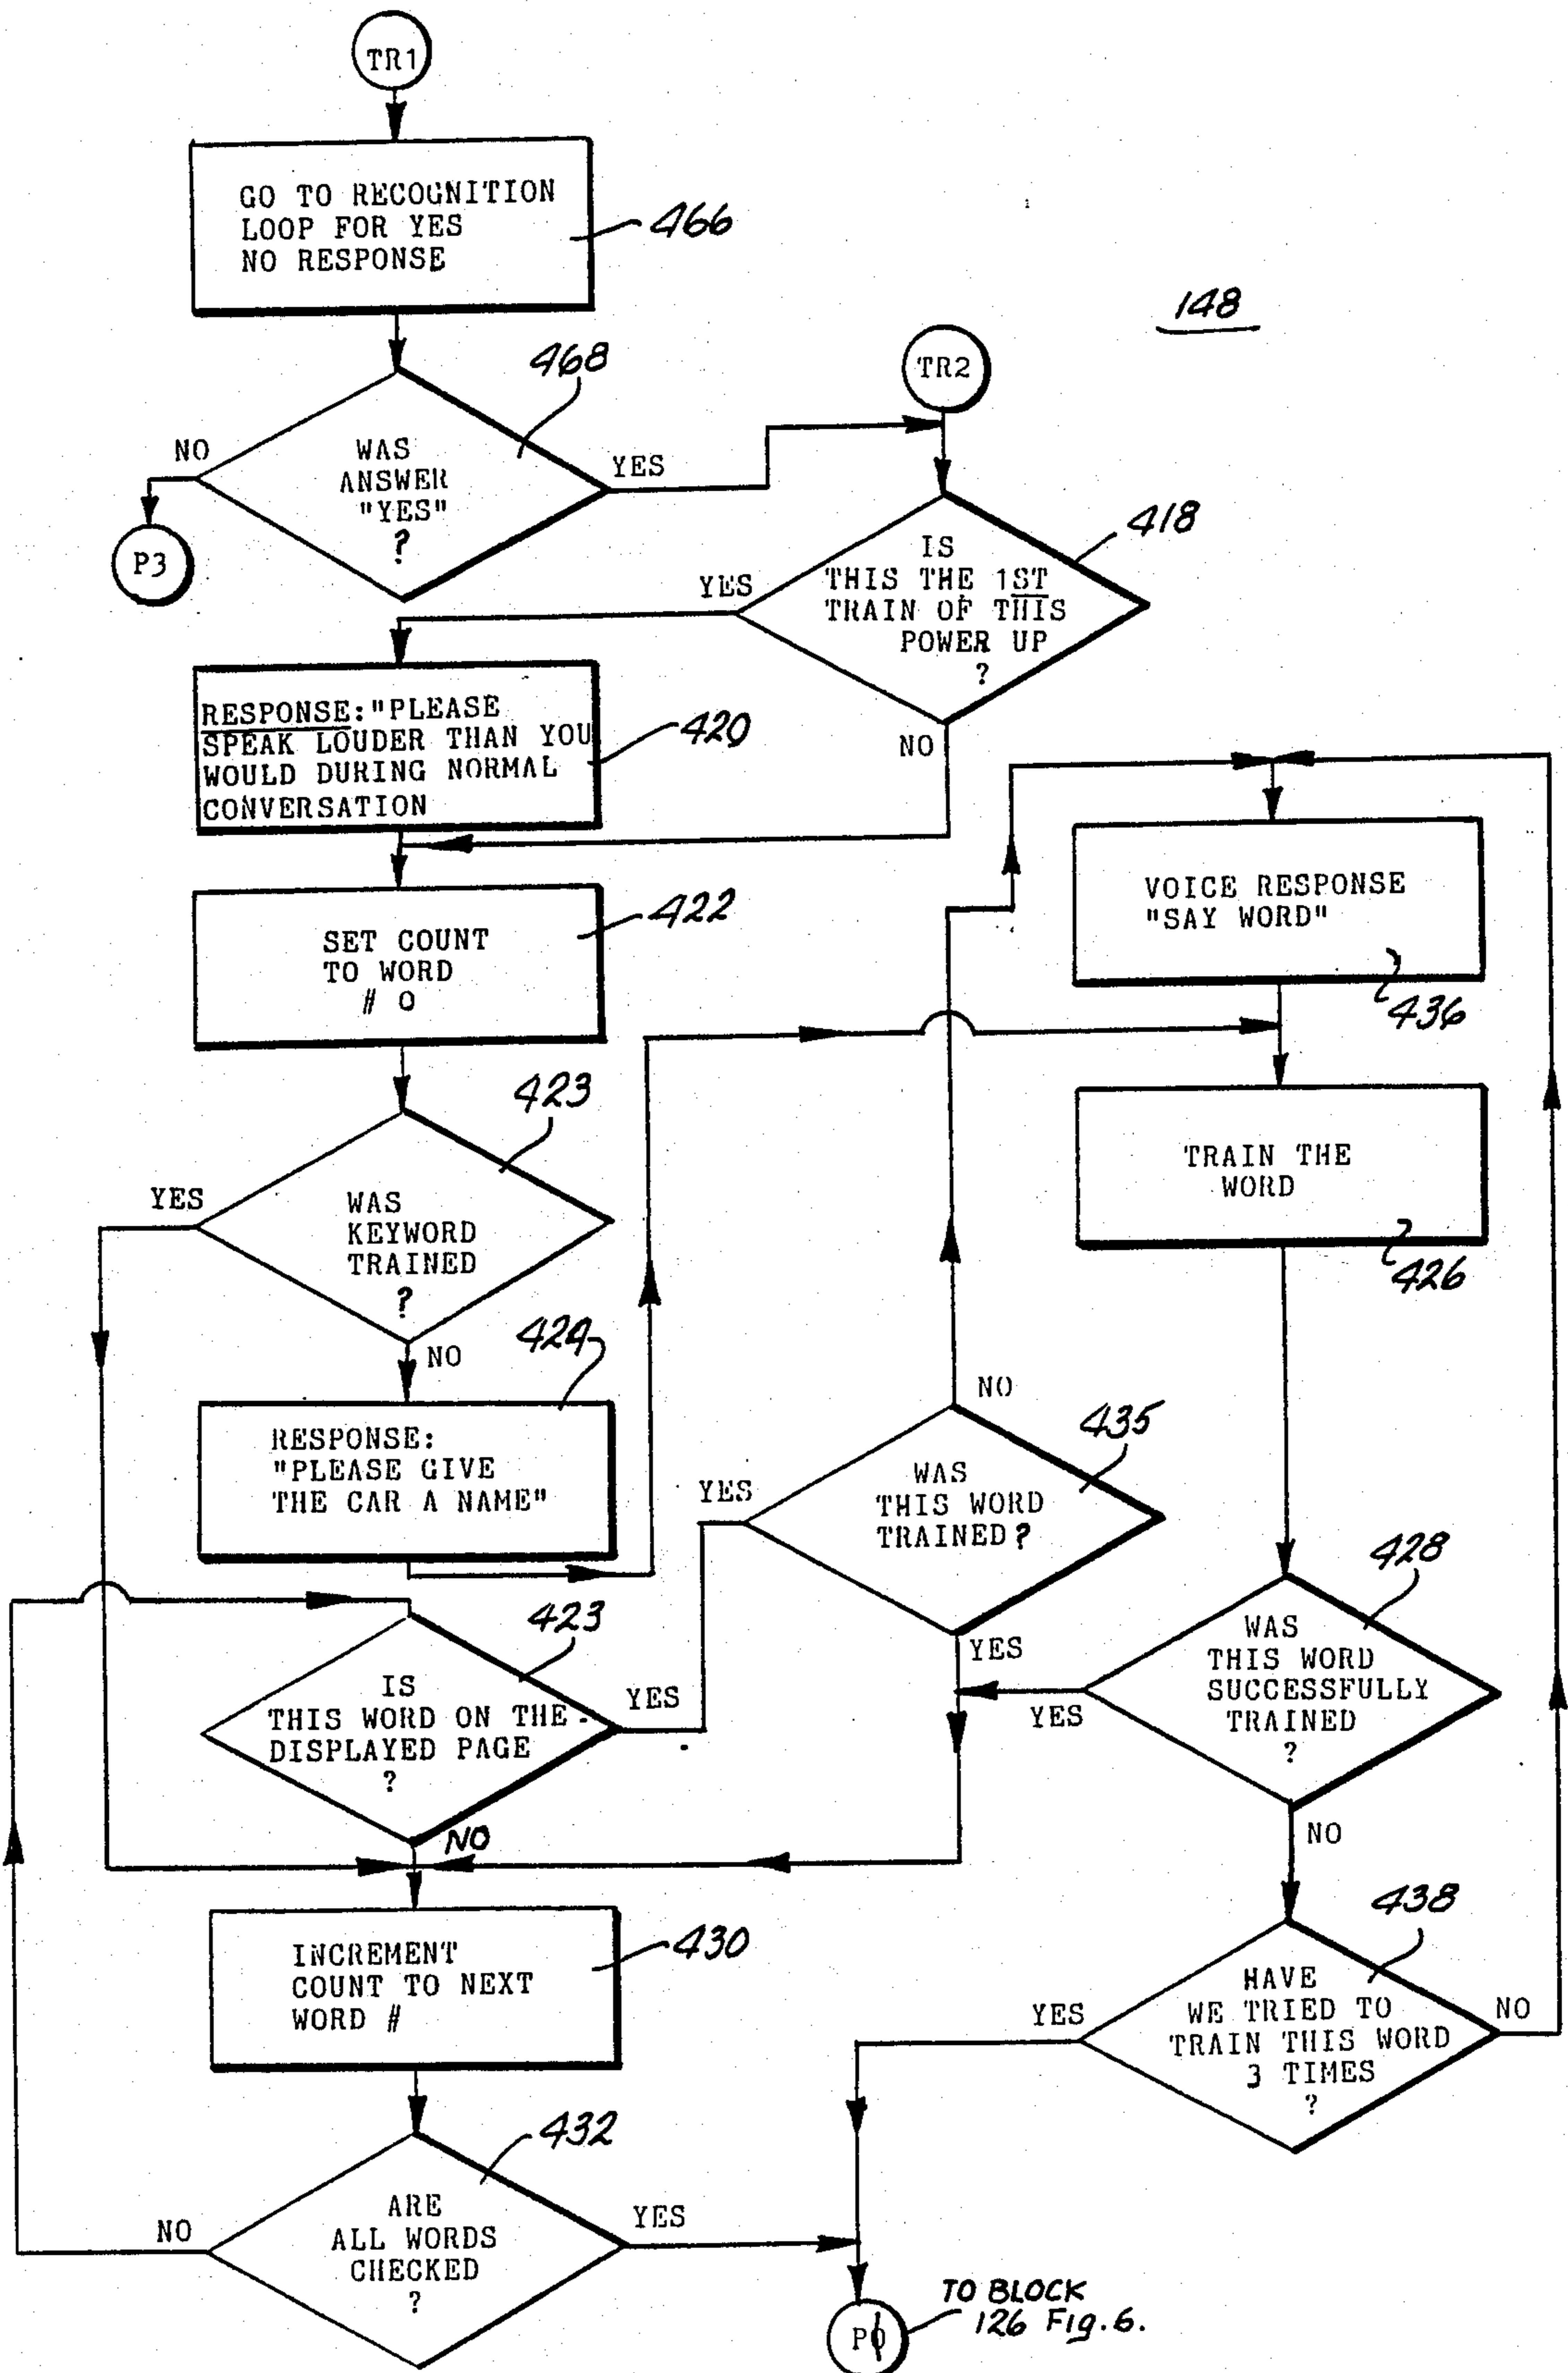 TR1
GO TO RECOGNITION
LOOP FOR YES
NO RESPONSE
466
148
468
TR2
NO
WAS
ANSWER
"YES"
?
YES
P3
418
IS
THIS THE 1ST
TRAIN OF THIS
POWER UP
?
YES
NO
RESPONSE:"PLEASE
SPEAK LOUDER THAN YOU
WOULD DURING NORMAL
CONVERSATION
420
SET COUNT
TO WORD
# 0
422
VOICE RESPONSE
"SAY WORD"
436
423
YES
WAS
KEYWORD
TRAINED
?
NO
TRAIN THE
WORD
426
424
RESPONSE:
"PLEASE GIVE
THE CAR A NAME"
NO
435
YES
WAS
THIS WORD
TRAINED?
YES
428
WAS
THIS WORD
SUCCESSFULLY
TRAINED
?
YES
NO
423
IS
THIS WORD ON THE
DISPLAYED PAGE
?
YES
NO
INCREMENT
COUNT TO NEXT
WORD #
430
438
HAVE
WE TRIED TO
TRAIN THIS WORD
3 TIMES
?
YES
NO
432
ARE
ALL WORDS
CHECKED
?
NO
YES
P0
TO BLOCK
126 Fig.6.